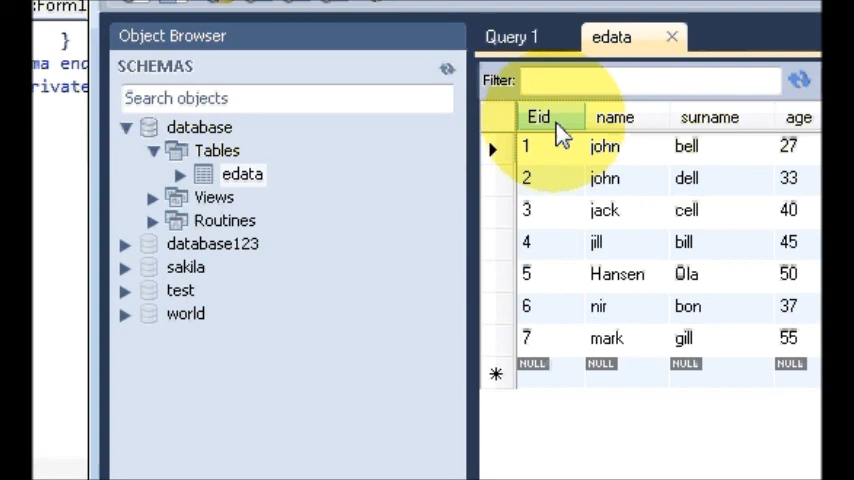 :Form1
}
ma end
rivate
Object Browser
SCHEMAS
Search objects
database
Tables
edata
Views
Routines
database123
sakila
test
world
Query 1
edata
Filter:
Eid name surname age
1 john bell 27
2 john dell 33
3 jack cell 40
4 jill bill 45
5 Hansen Ola 50
6 nir bon 37
7 mark gill 55
NULL NULL NULL NULL